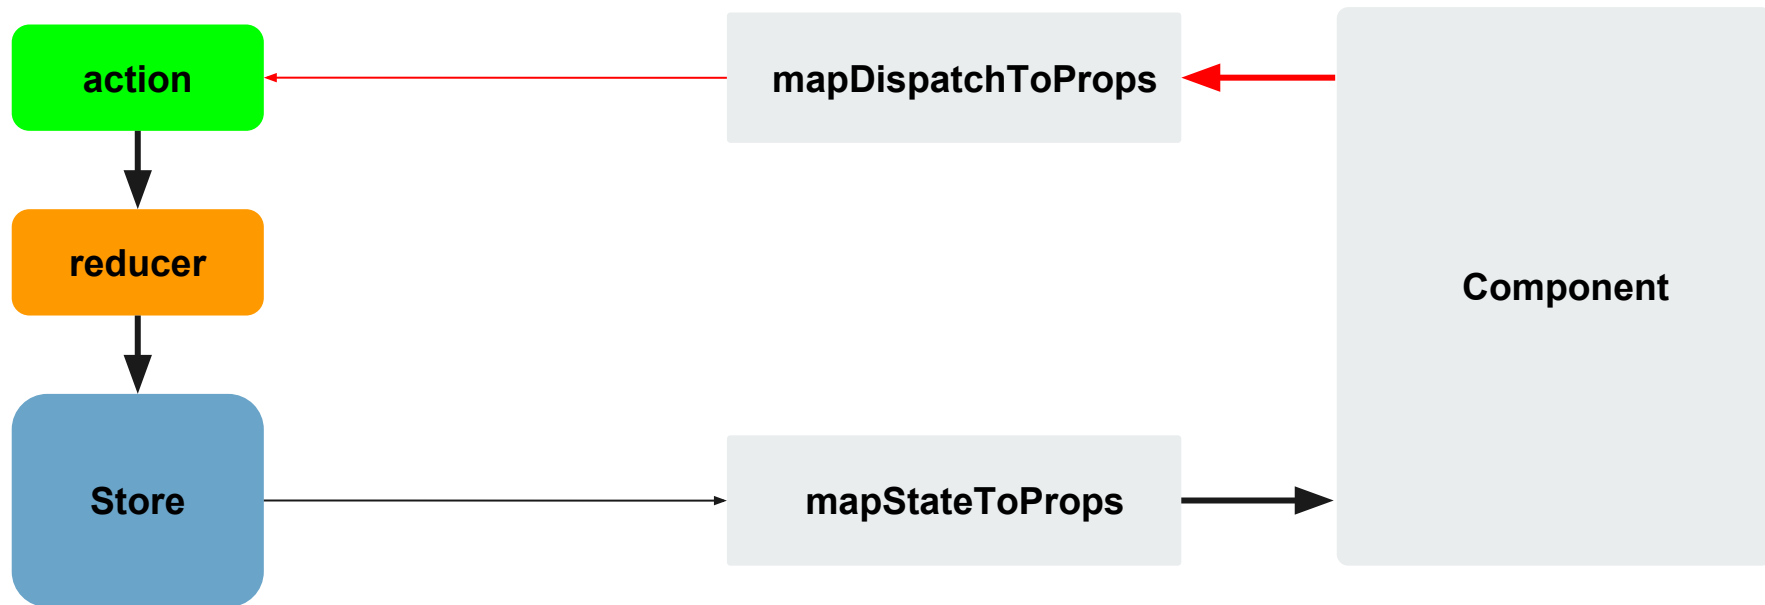 action
mapDispatchToProps
reducer
Component
Store
mapStateToProps